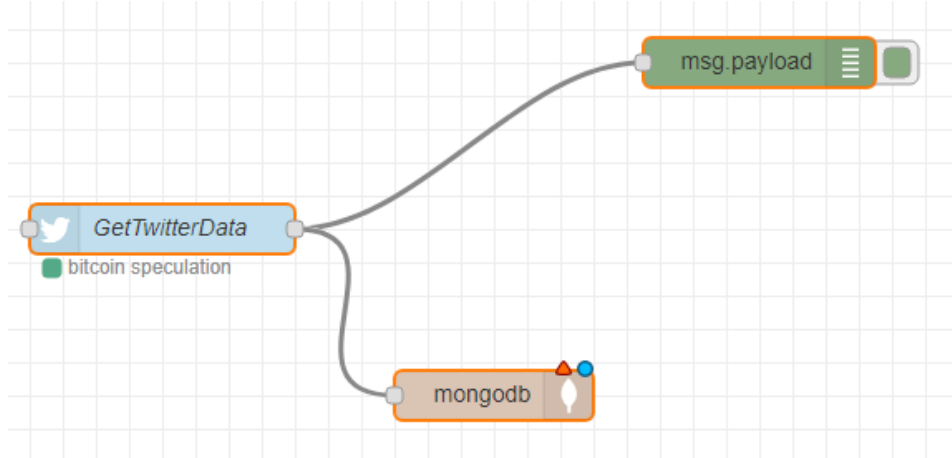 msg.payload
GetTwitterData
bitcoin speculation
mongodb